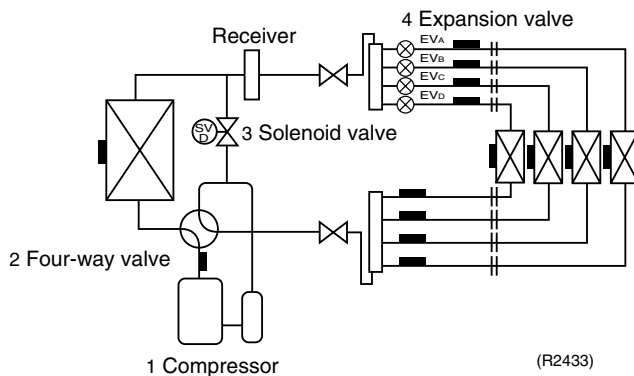 4 Expansion valve
Receiver
EVA
EVB
EVC
EVD
SV
D
3 Solenoid valve
2 Four-way valve
1 Compressor
(R2433)